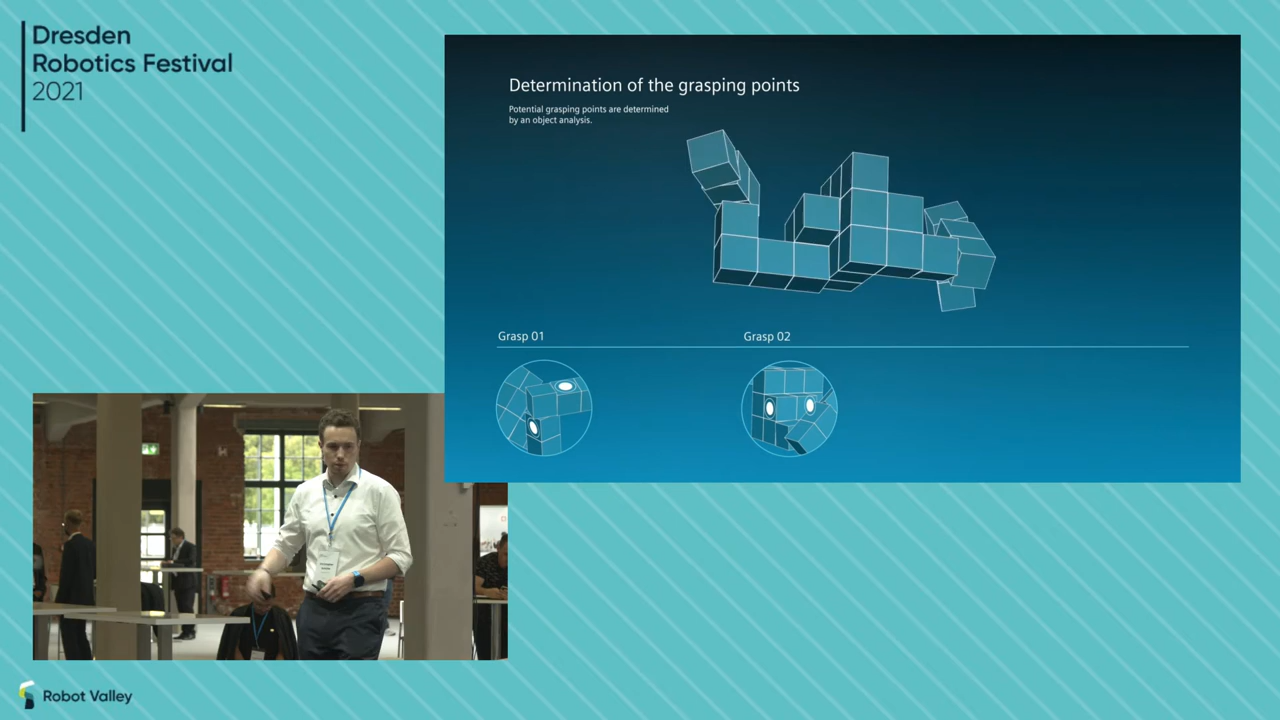 Dresden
Robotics Festival
2021
Determination of the grasping points
Potential grasping points are determined
by an object analysis.
Grasp 01
Grasp 02
Robot Valley